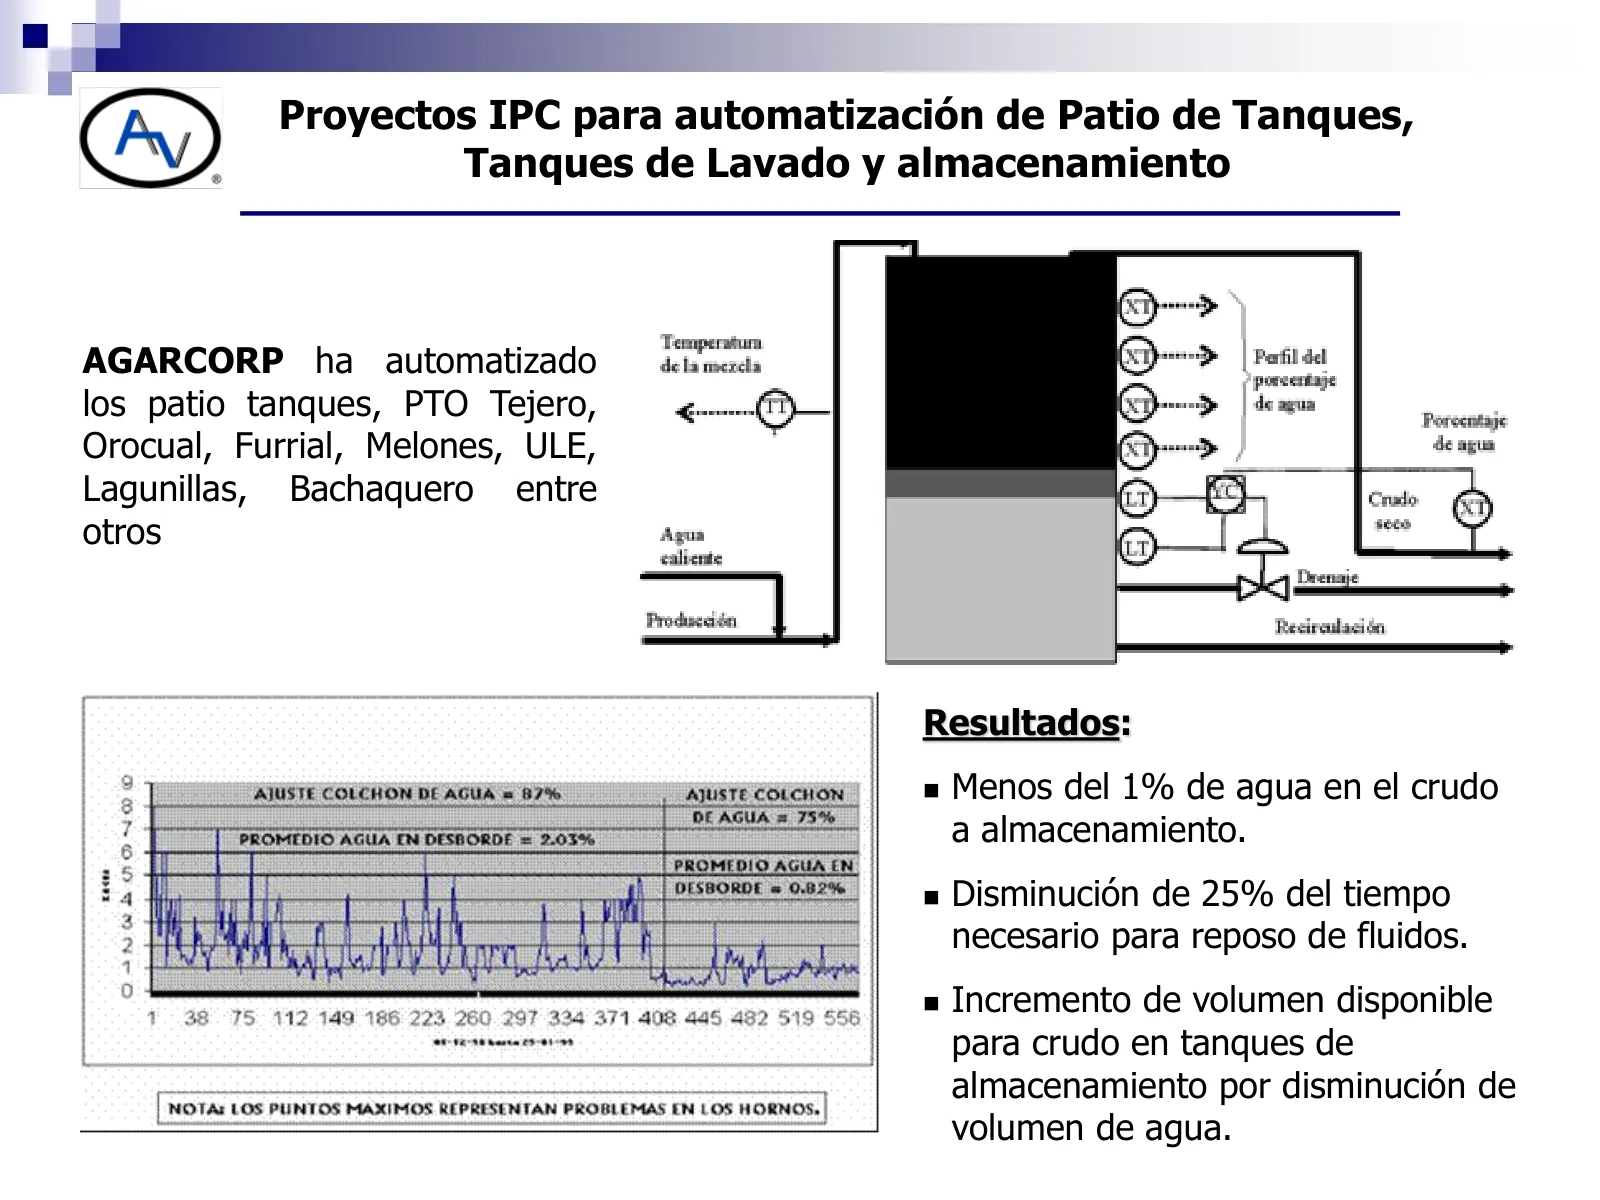 AV
®
Proyectos IPC para automatización de Patio de Tanques,
Tanques de Lavado y almacenamiento
AGARCORP ha automatizado
los patio tanques, PTO Tejero,
Orocual, Furrial, Melones, ULE,
Lagunillas, Bachaquero entre
otros
Temperatura
de la mezcla
TT
Agua
caliente
Producción
XT
XT
XT
XT
LT
LT
YC
Perfil del
porcentaje
de agua
Porcentaje
de agua
Crudo
seco
XT
Drenaje
Recirculación
9
8
7
6
5
4
3
2
1
0
AJUSTE COLCHON DE AGUA = 87%
PROMEDIO AGUA EN DESBORDE = 2.03%
AJUSTE COLCHON
DE AGUA = 75%
PROMEDIO AGUA EN
DESBORDE = 0.82%
1 38 75 112 149 186 223 260 297 334 371 408 445 482 519 556
NOTA: LOS PUNTOS MAXIMOS REPRESENTAN PROBLEMAS EN LOS HORNOS.
Resultados:
Menos del 1% de agua en el crudo
a almacenamiento.
Disminución de 25% del tiempo
necesario para reposo de fluidos.
Incremento de volumen disponible
para crudo en tanques de
almacenamiento por disminución de
volumen de agua.